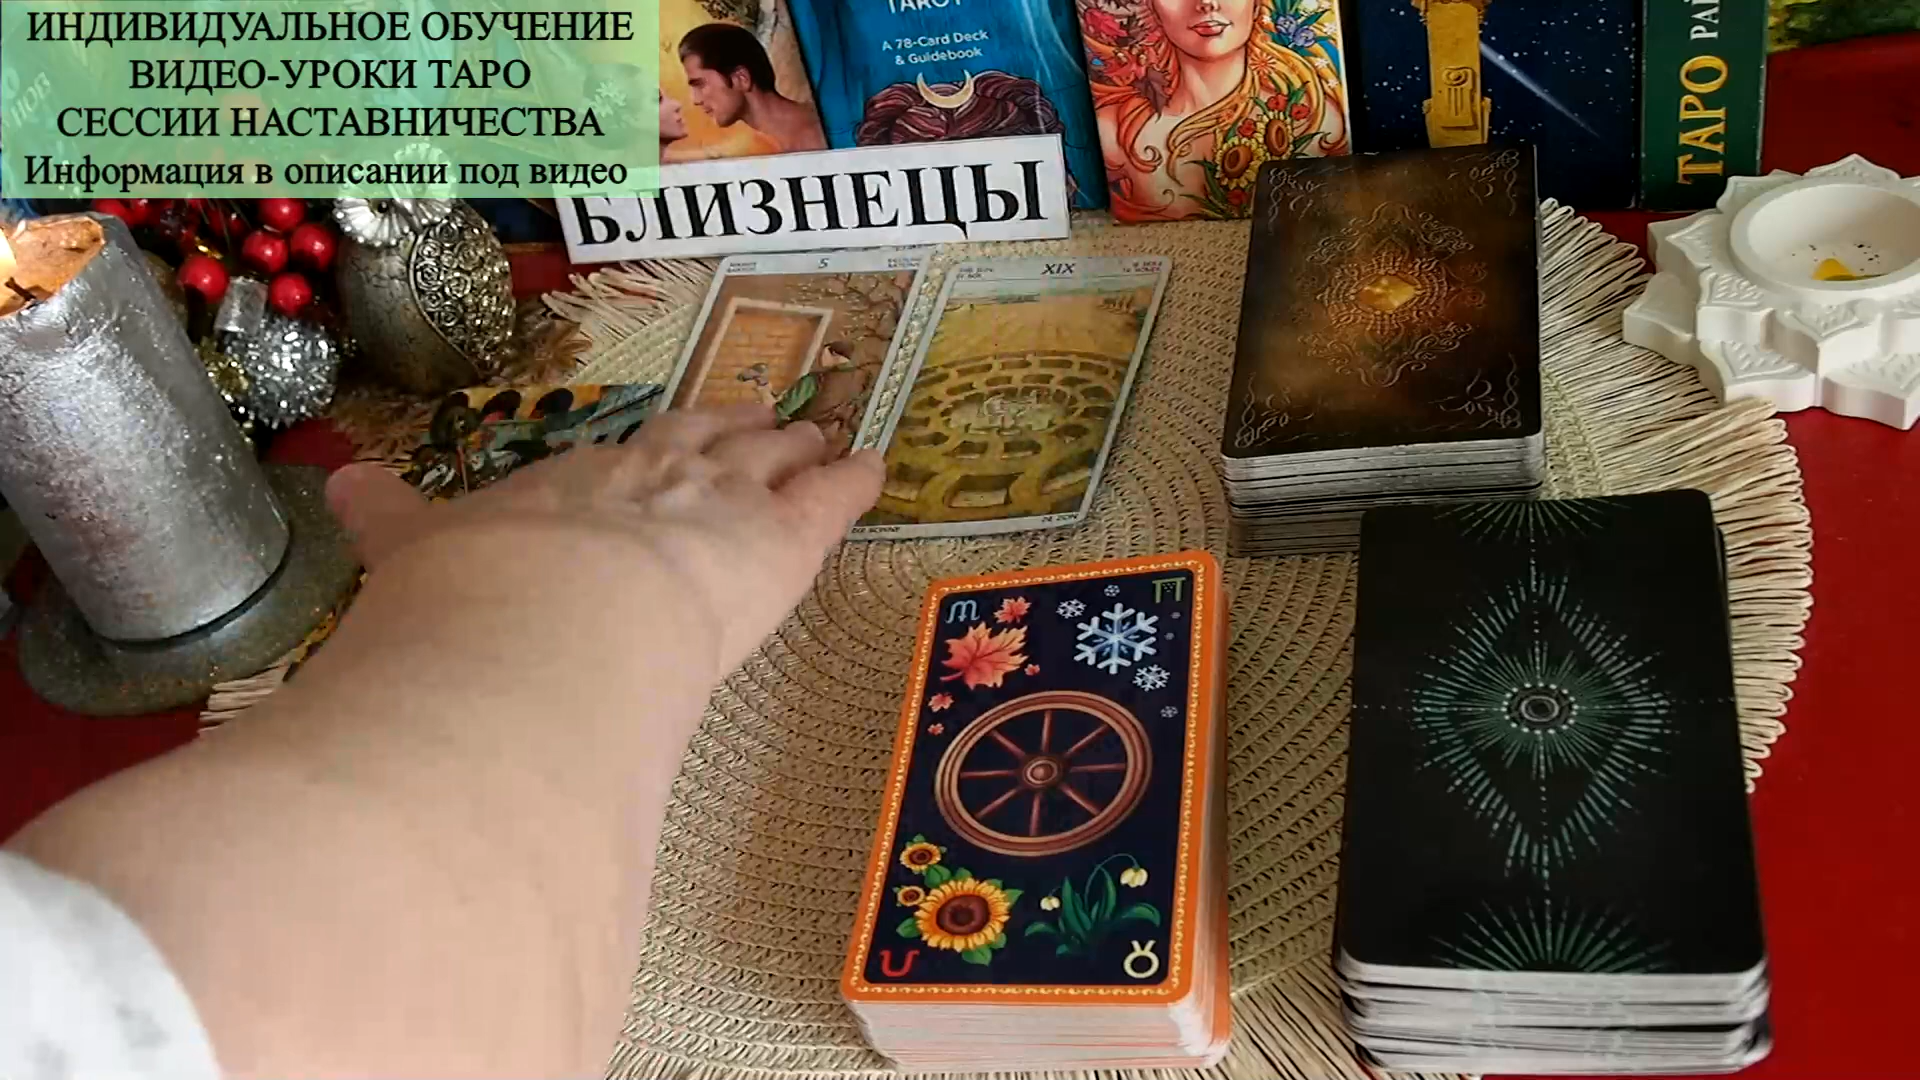 ИНДИВИДУАЛЬНОЕ ОБУЧЕНИЕ
ВИДЕО-УРОКИ ТАРО
СЕССИИ НАСТАВНИЧЕСТВА
Информация в описании под видео
TAROT
A 78-Card Deck
& Guidebook
БЛИЗНЕЦЫ
ТАРО
5
XIX